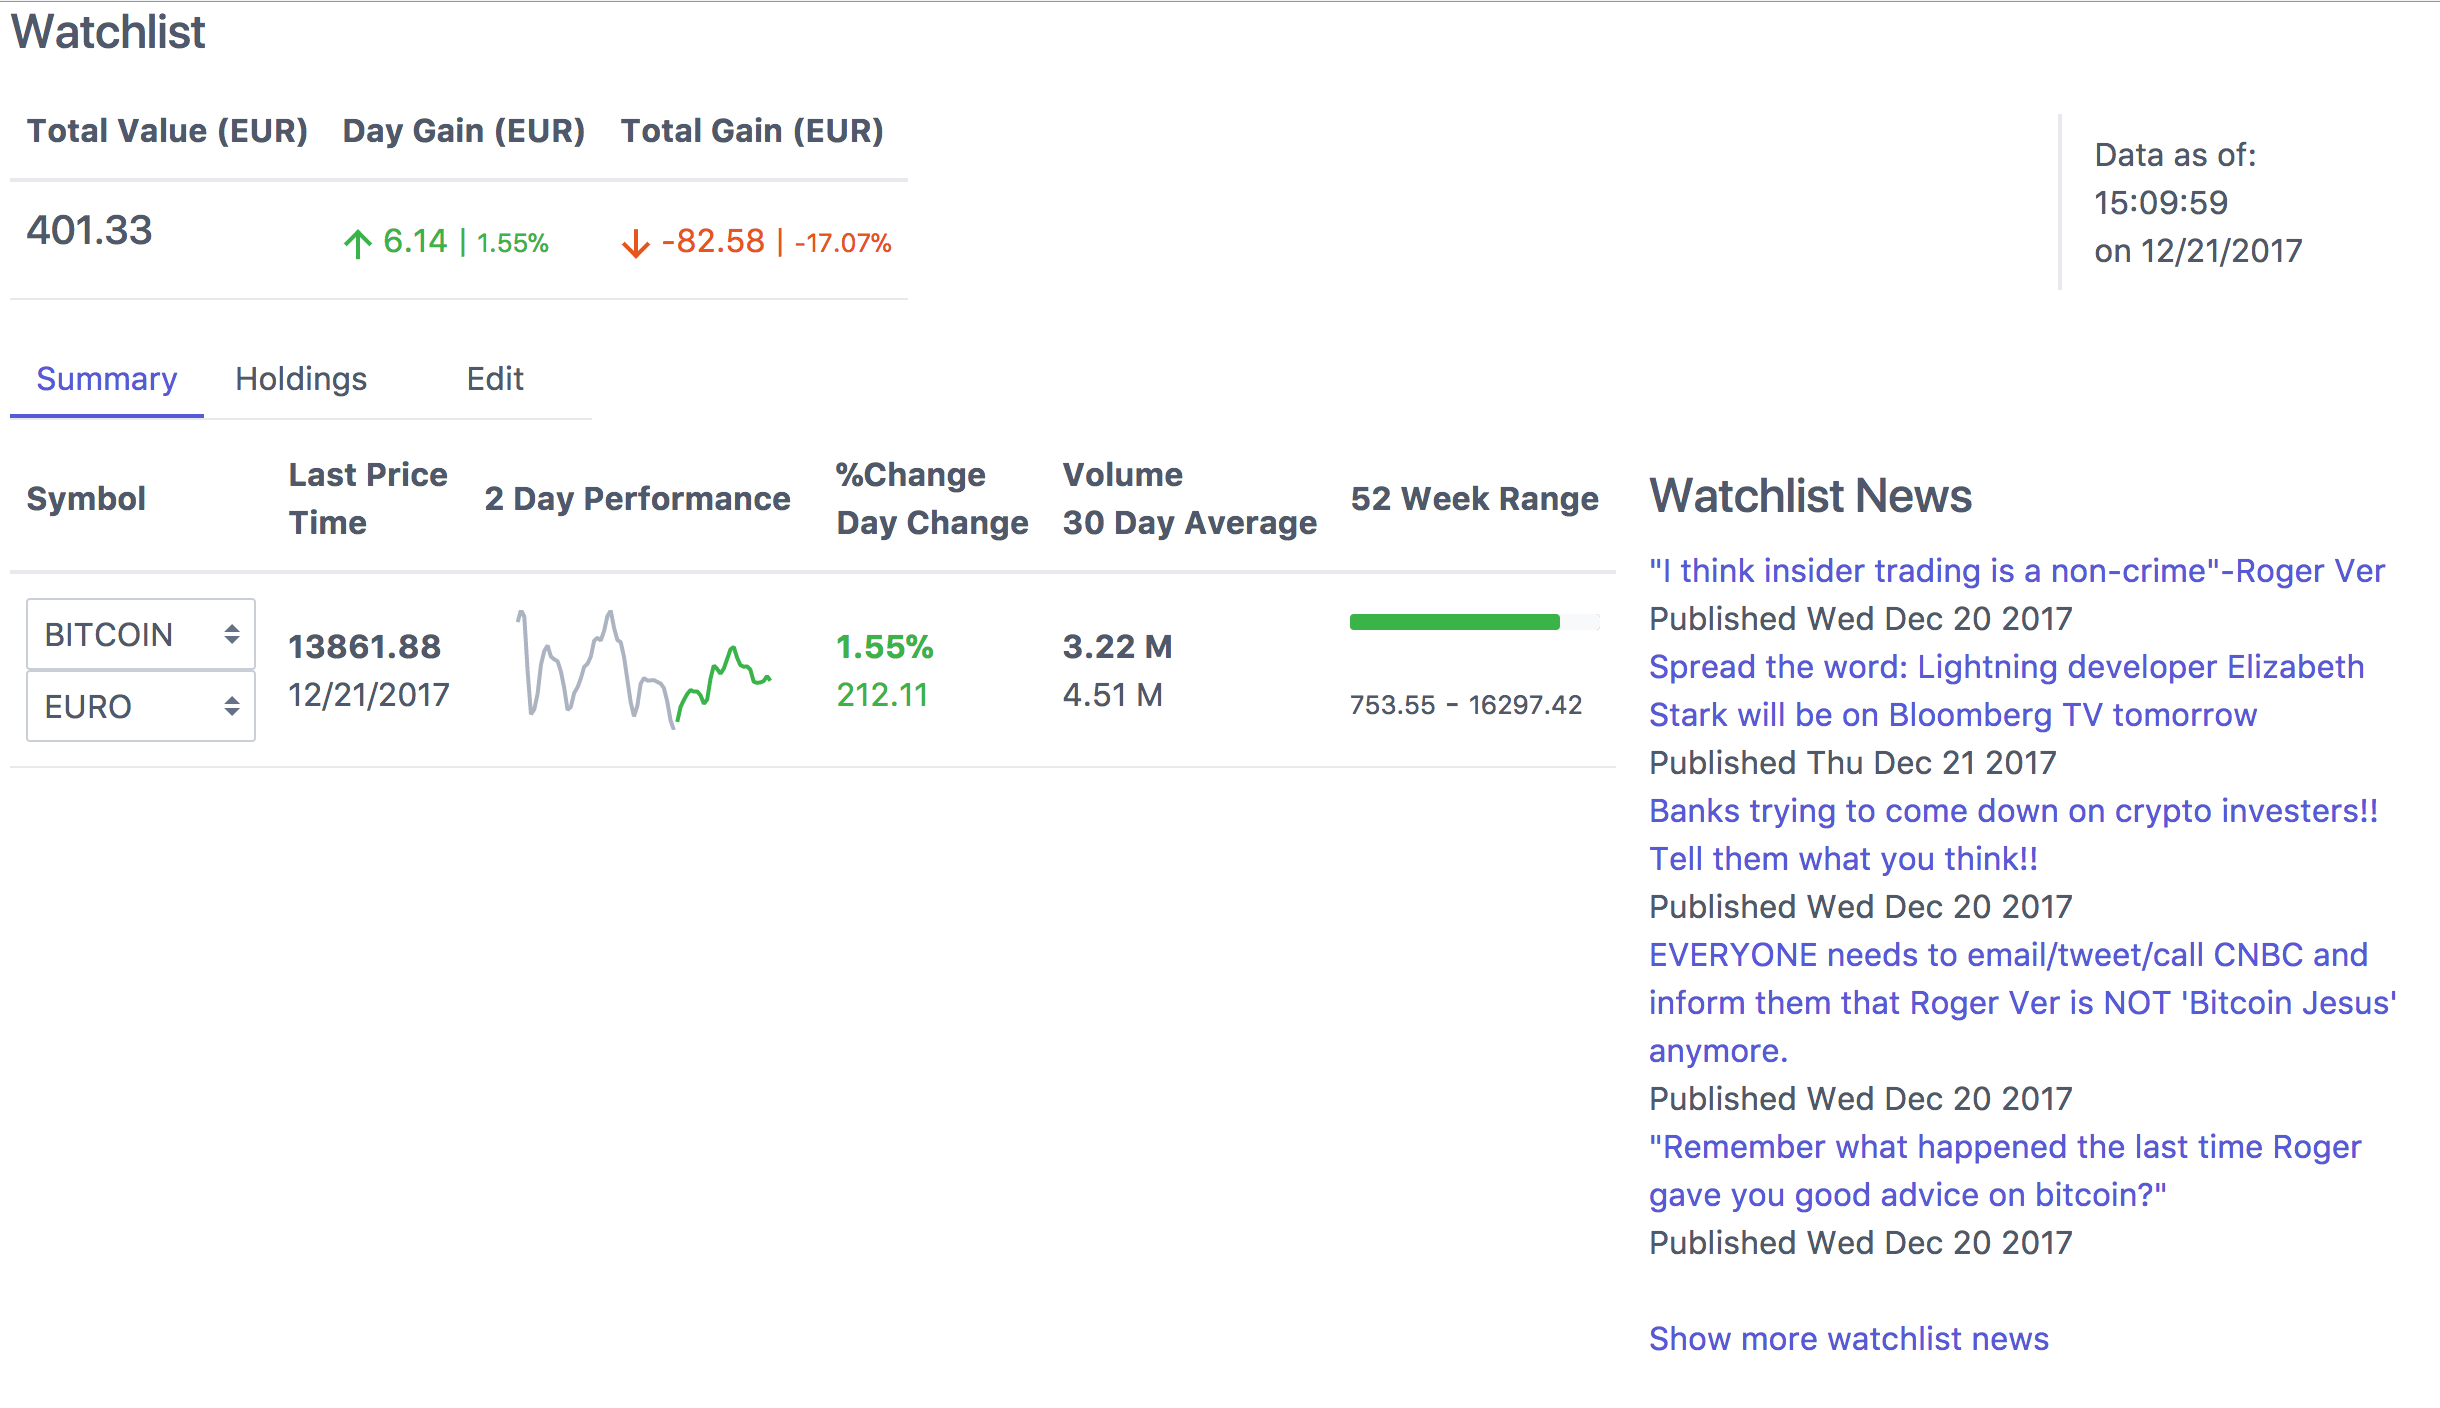 Watchlist
Total Value (EUR) Day Gain (EUR) Total Gain (EUR)
401.33 6.14 | 1.55% -82.58 | -17.07%
Data as of:
15:09:59
on 12/21/2017
Summary Holdings Edit
Symbol
Last Price
Time
2 Day Performance
%Change
Day Change
Volume
30 Day Average
52 Week Range
BITCOIN
EURO
13861.88
12/21/2017
1.55%
212.11
3.22 M
4.51 M
753.55 - 16297.42
Watchlist News
"I think insider trading is a non-crime"-Roger Ver
Published Wed Dec 20 2017
Spread the word: Lightning developer Elizabeth
Stark will be on Bloomberg TV tomorrow
Published Thu Dec 21 2017
Banks trying to come down on crypto investers!!
Tell them what you think!!
Published Wed Dec 20 2017
EVERYONE needs to email/tweet/call CNBC and
inform them that Roger Ver is NOT 'Bitcoin Jesus'
anymore.
Published Wed Dec 20 2017
"Remember what happened the last time Roger
gave you good advice on bitcoin?"
Published Wed Dec 20 2017
Show more watchlist news